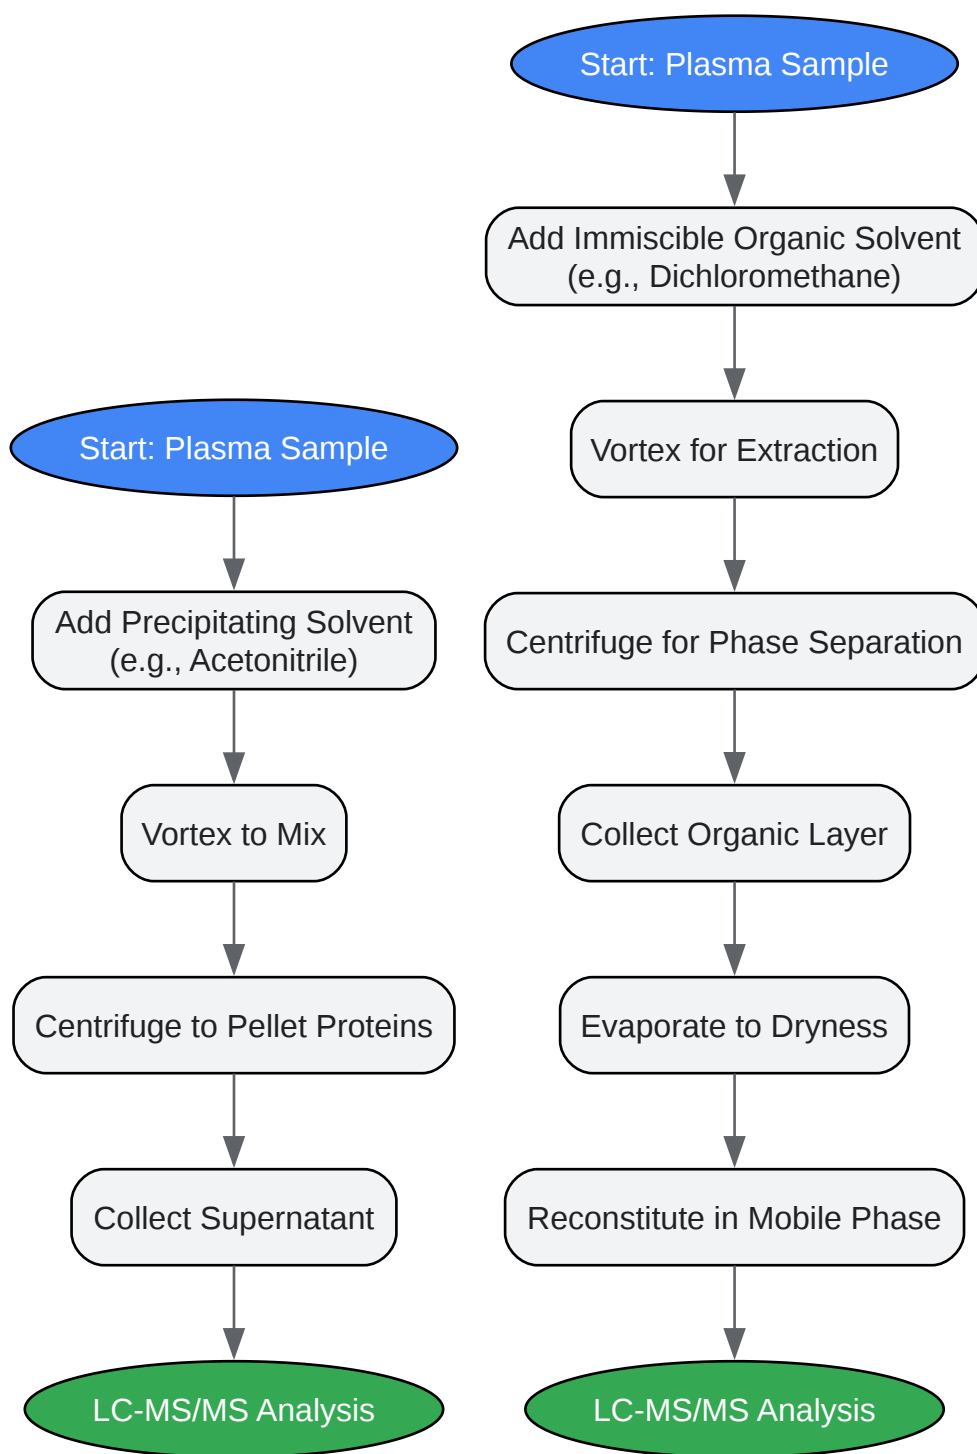 Start: Plasma Sample
Add Precipitating Solvent
(e.g., Acetonitrile)
Vortex to Mix
Centrifuge to Pellet Proteins
Collect Supernatant
LC-MS/MS Analysis
Start: Plasma Sample
Add Immiscible Organic Solvent
(e.g., Dichloromethane)
Vortex for Extraction
Centrifuge for Phase Separation
Collect Organic Layer
Evaporate to Dryness
Reconstitute in Mobile Phase
LC-MS/MS Analysis